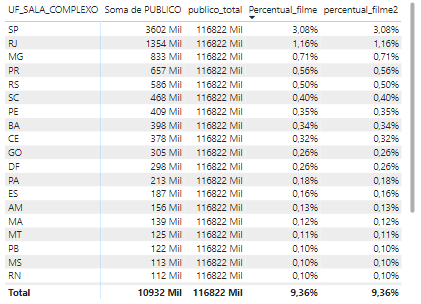 UF_SALA_COMPLEXO Soma de PUBLICO publico_total Percentual_filme percentual_filme2
SP 3602 Mil 116822 Mil 3,08% 3,08%
RJ 1354 Mil 116822 Mil 1,16% 1,16%
MG 833 Mil 116822 Mil 0,71% 0,71%
PR 657 Mil 116822 Mil 0,56% 0,56%
RS 586 Mil 116822 Mil 0,50% 0,50%
SC 468 Mil 116822 Mil 0,40% 0,40%
PE 409 Mil 116822 Mil 0,35% 0,35%
BA 398 Mil 116822 Mil 0,34% 0,34%
CE 378 Mil 116822 Mil 0,32% 0,32%
GO 305 Mil 116822 Mil 0,26% 0,26%
DF 298 Mil 116822 Mil 0,26% 0,26%
PA 213 Mil 116822 Mil 0,18% 0,18%
ES 187 Mil 116822 Mil 0,16% 0,16%
AM 156 Mil 116822 Mil 0,13% 0,13%
MA 139 Mil 116822 Mil 0,12% 0,12%
MT 125 Mil 116822 Mil 0,11% 0,11%
PB 122 Mil 116822 Mil 0,10% 0,10%
MS 113 Mil 116822 Mil 0,10% 0,10%
RN 112 Mil 116822 Mil 0,10% 0,10%
Total 10932 Mil 116822 Mil 9,36% 9,36%